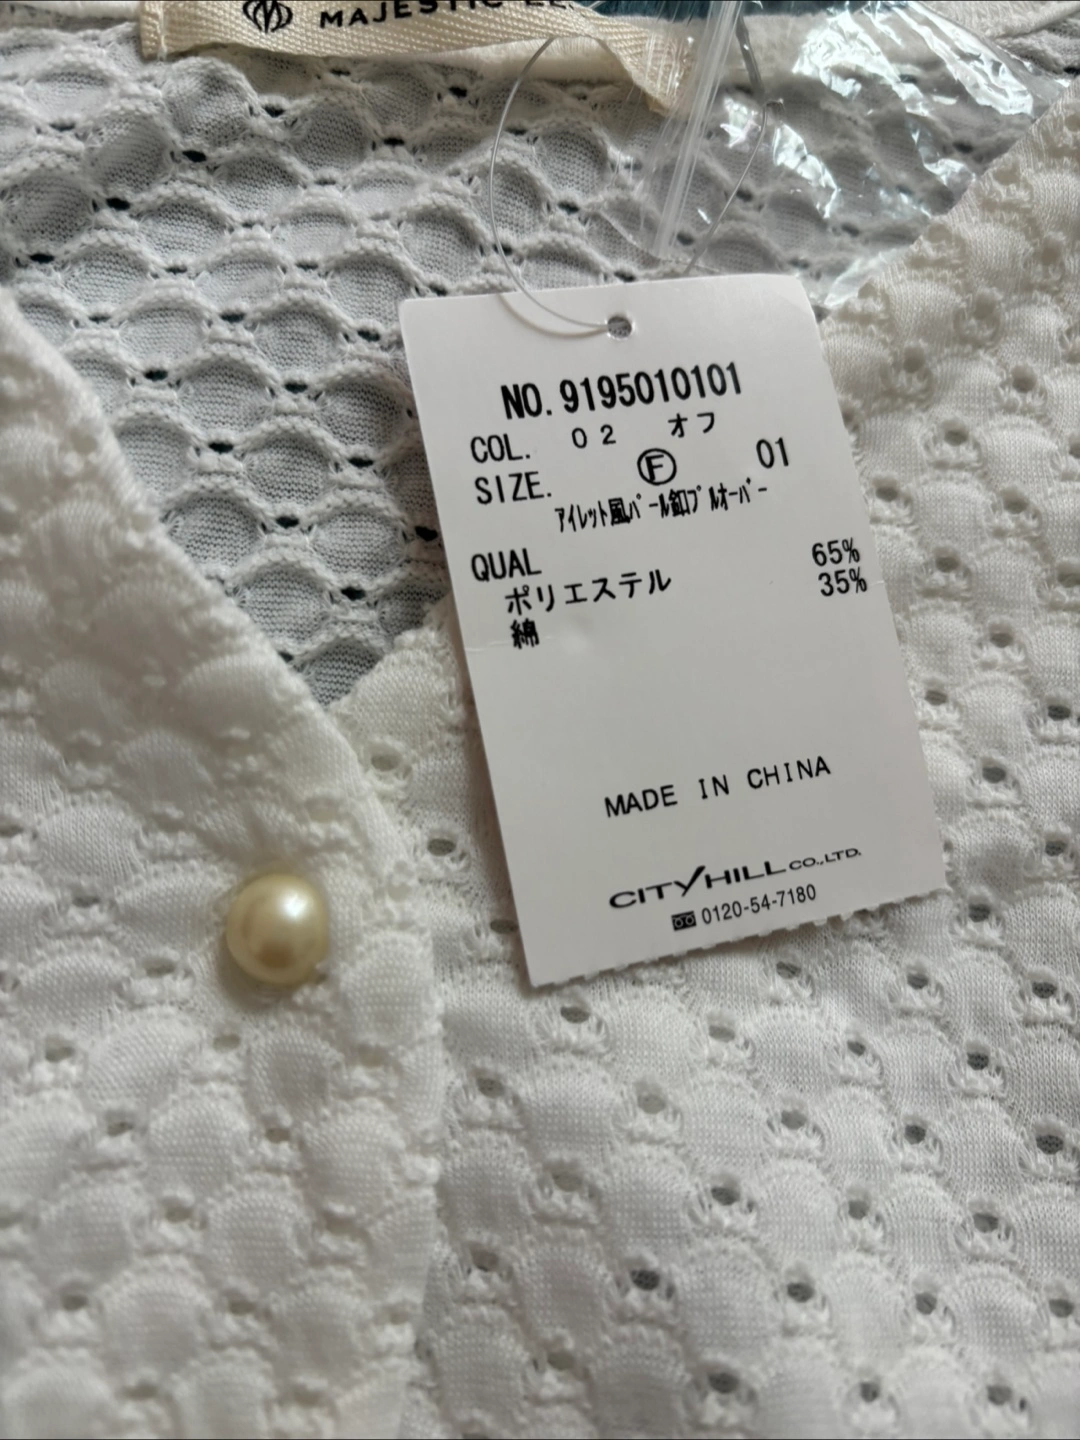 MAJESTIC
NO. 9195010101
COL. 02 オフ
SIZE. Ⓕ 01
ｱｲﾚｯﾄ風ﾊﾟｰﾙ釦ﾌﾟﾙｵｰﾊﾞｰ
QUAL 65%
ポリエステル 35%
綿
MADE IN CHINA
CITY HILL CO.,LTD.
0120-54-7180